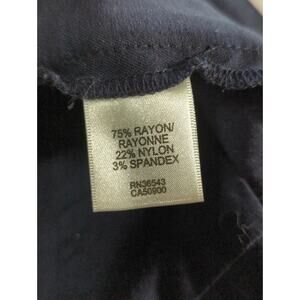 75% RAYON/
RAYONNE
22% NYLON
3% SPANDEX
RN36543
CA50900